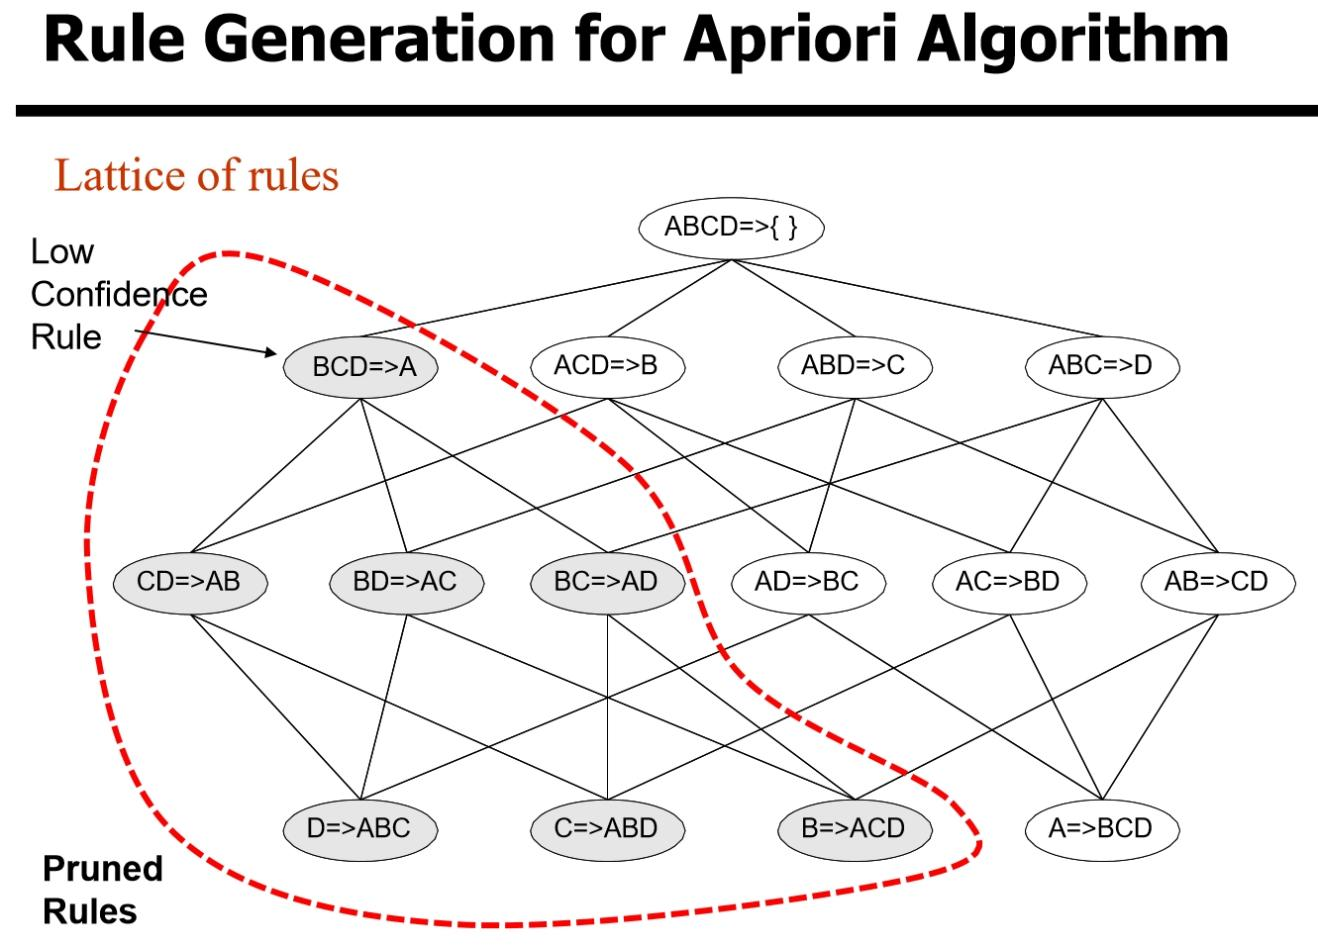 Rule Generation for Apriori Algorithm
Lattice of rules
ABCD=>{ }
Low
Confidence
Rule
BCD=>A
ACD=>B
ABD=>C
ABC=>D
CD=>AB
BD=>AC
BC=>AD
AD=>BC
AC=>BD
AB=>CD
D=>ABC
C=>ABD
B=>ACD
A=>BCD
Pruned
Rules